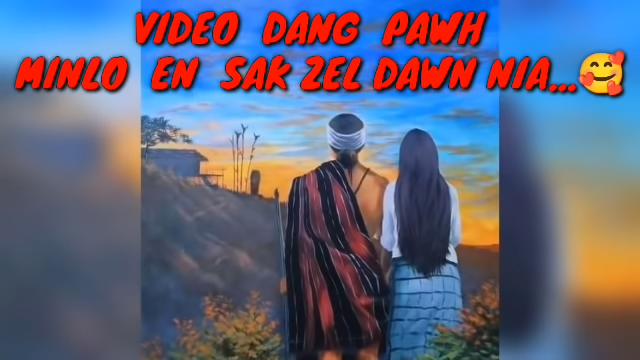 VIDEO DANG PAWH
MINLO EN SAK ZEL DAWN NIA...🥰